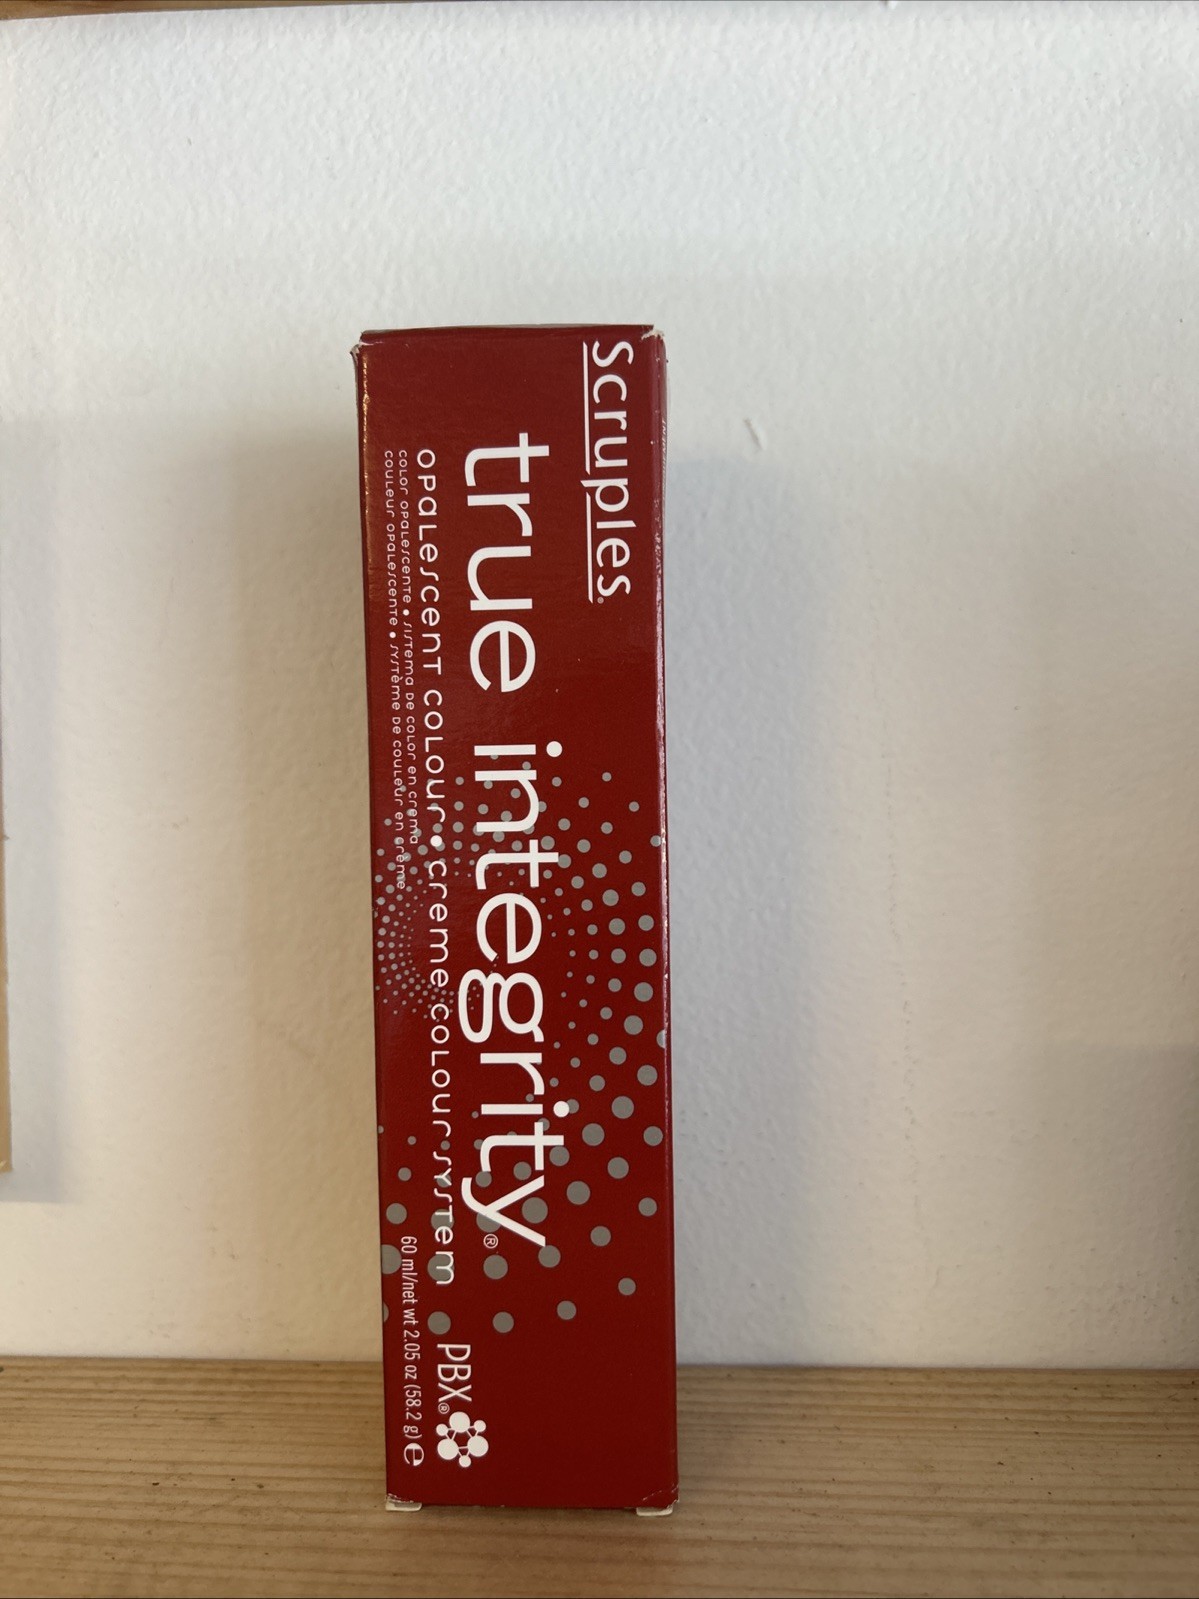 Scruples®
true integrity®
OPALESCENT COLOUR • CREME COLOUR SYSTEM
COLOR OPALESCENTE • SISTEMA DE COLOR EN CREMA
COULEUR OPALESCENTE • SYSTÈME DE COULEUR EN CRÈME
PBX®
60 ml/net wt 2.05 oz (58.2 g) ℮